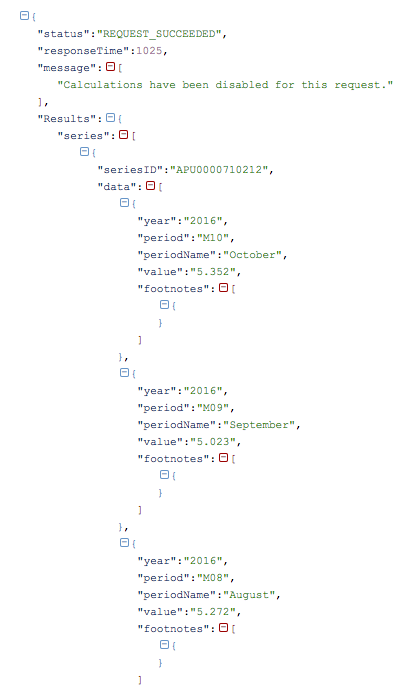 {
"status":"REQUEST_SUCCEEDED",
"responseTime":1025,
"message":[
"Calculations have been disabled for this request."
],
"Results":{
"series":[
{
"seriesID":"APU0000710212",
"data":[
{
"year":"2016",
"period":"M10",
"periodName":"October",
"value":"5.352",
"footnotes":[
{
}
]
},
{
"year":"2016",
"period":"M09",
"periodName":"September",
"value":"5.023",
"footnotes":[
{
}
]
},
{
"year":"2016",
"period":"M08",
"periodName":"August",
"value":"5.272",
"footnotes":[
{
}
]